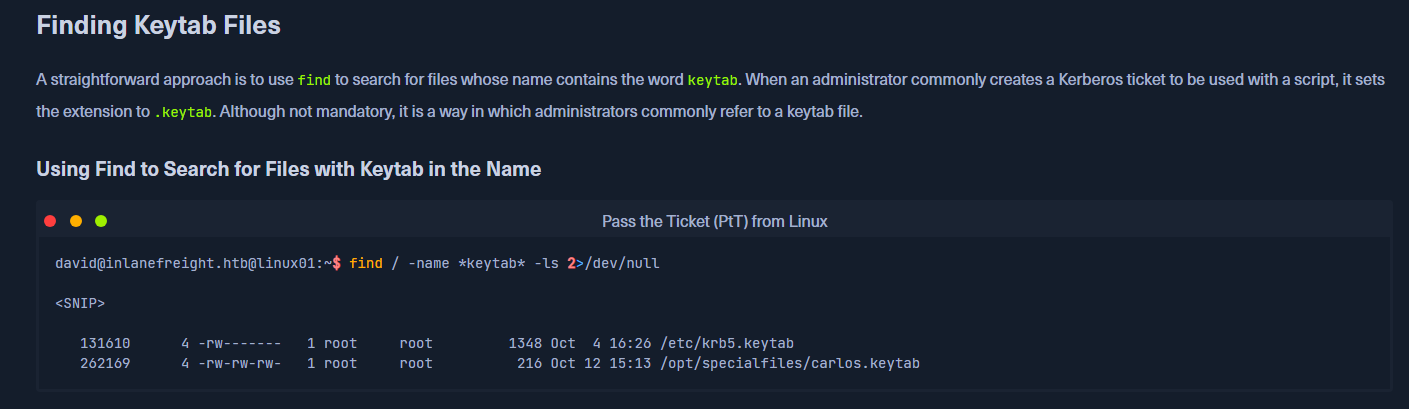 Finding Keytab Files
A straightforward approach is to use find to search for files whose name contains the word keytab. When an administrator commonly creates a Kerberos ticket to be used with a script, it sets
the extension to .keytab. Although not mandatory, it is a way in which administrators commonly refer to a keytab file.
Using Find to Search for Files with Keytab in the Name
Pass the Ticket (PtT) from Linux
david@inlanefreight.htb@linux01:~$ find / -name *keytab* -ls 2>/dev/null
<SNIP>
131610 4 -rw------- 1 root root 1348 Oct 4 16:26 /etc/krb5.keytab
262169 4 -rw-rw-rw- 1 root root 216 Oct 12 15:13 /opt/specialfiles/carlos.keytab